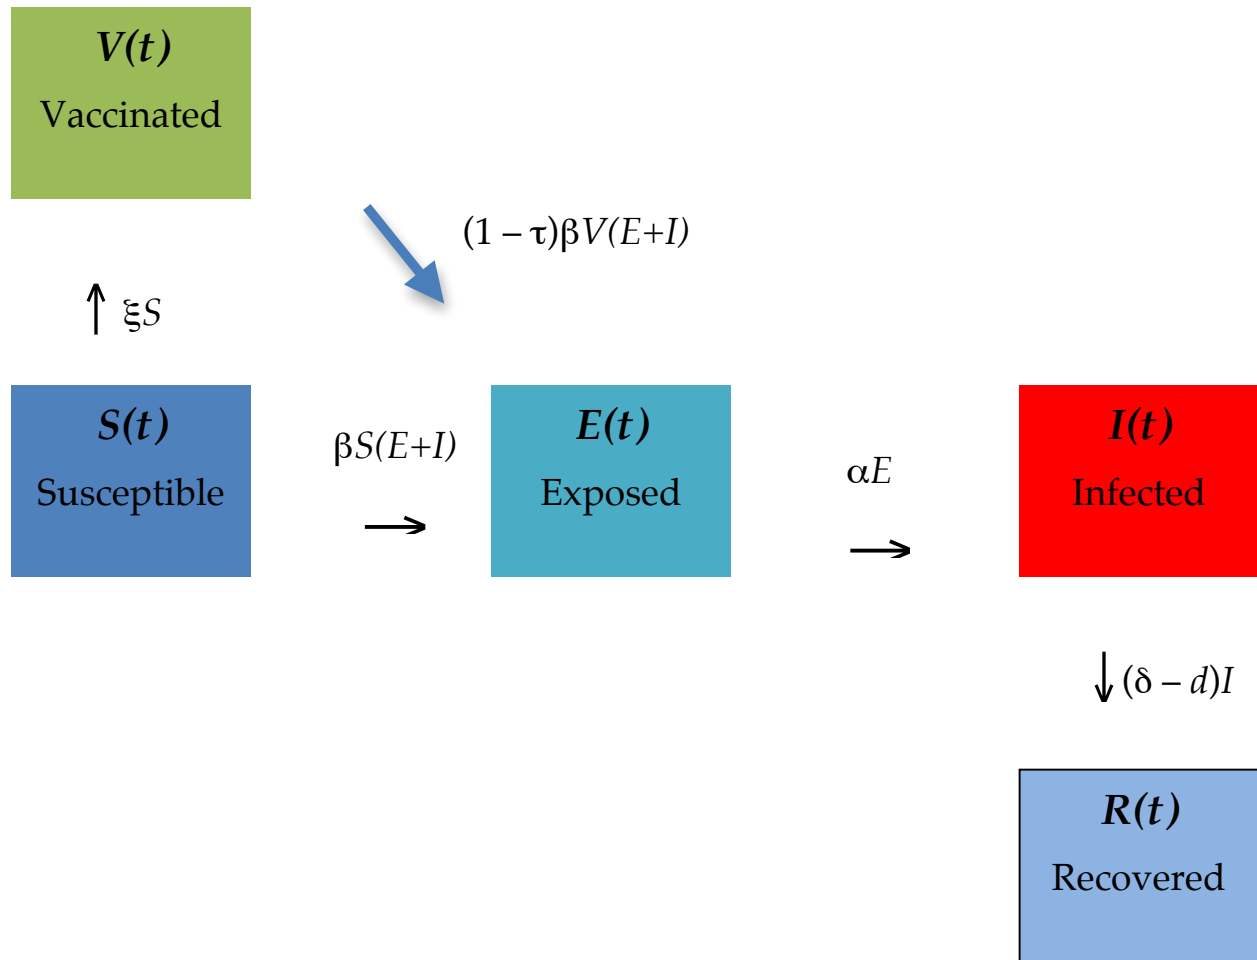 V(t)
Vaccinated
(1 – τ)βV(E+I)
ξS
S(t)
Susceptible
βS(E+I)
E(t)
Exposed
αE
I(t)
Infected
(δ – d)I
R(t)
Recovered